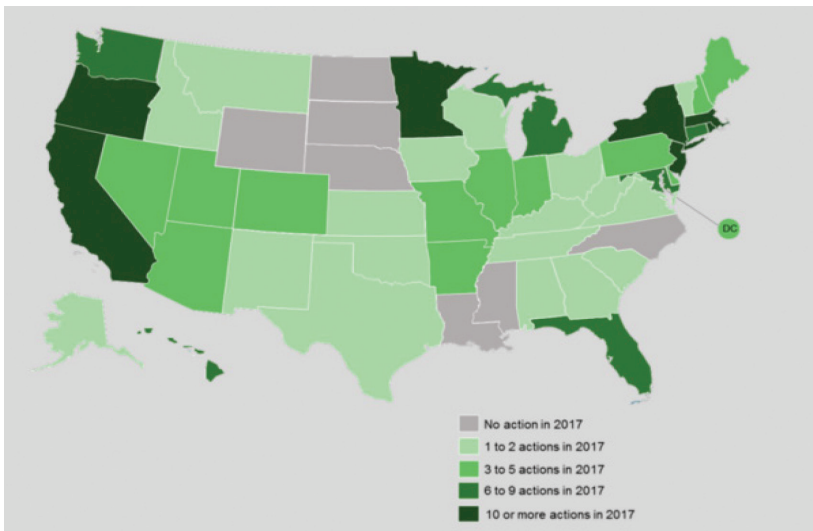 DC
No action in 2017
1 to 2 actions in 2017
3 to 5 actions in 2017
6 to 9 actions in 2017
10 or more actions in 2017